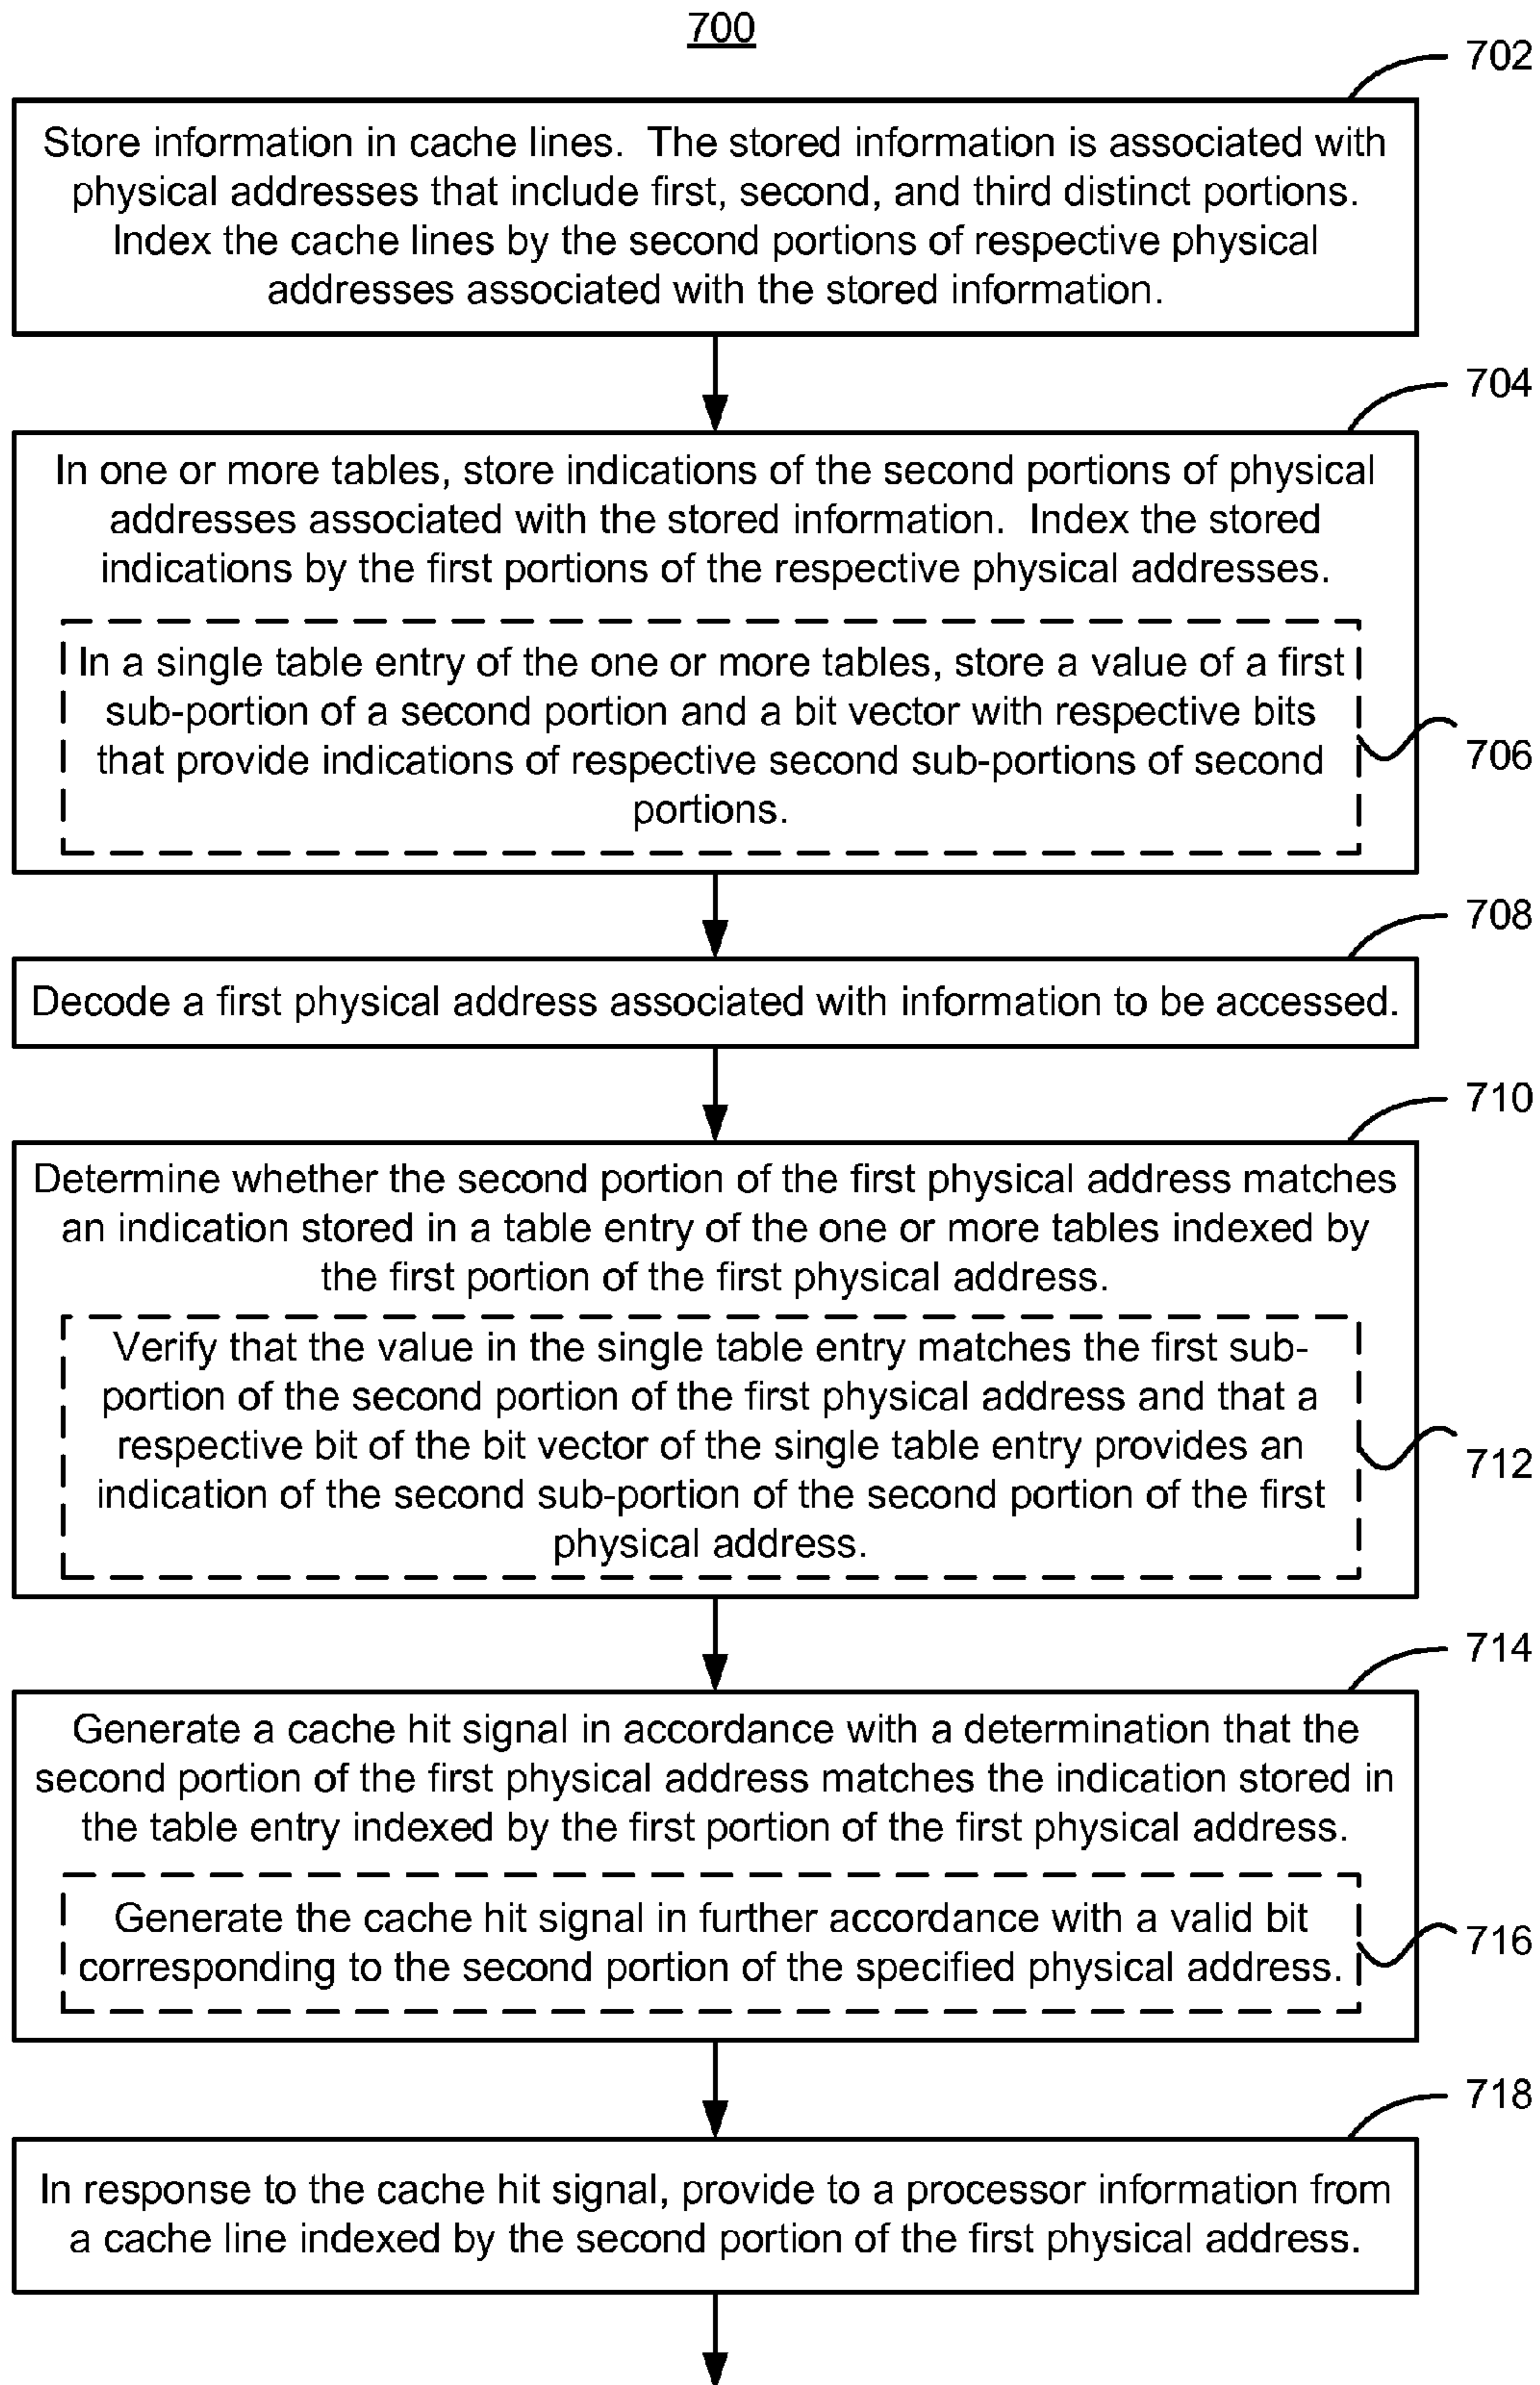 700
702
Store information in cache lines. The stored information is associated with
physical addresses that include first, second, and third distinct portions.
Index the cache lines by the second portions of respective physical
addresses associated with the stored information.
704
In one or more tables, store indications of the second portions of physical
addresses associated with the stored information. Index the stored
indications by the first portions of the respective physical addresses.
In a single table entry of the one or more tables, store a value of a first
sub-portion of a second portion and a bit vector with respective bits
that provide indications of respective second sub-portions of second
portions.
706
708
Decode a first physical address associated with information to be accessed.
710
Determine whether the second portion of the first physical address matches
an indication stored in a table entry of the one or more tables indexed by
the first portion of the first physical address.
Verify that the value in the single table entry matches the first sub-
portion of the second portion of the first physical address and that a
respective bit of the bit vector of the single table entry provides an
indication of the second sub-portion of the second portion of the first
physical address.
712
714
Generate a cache hit signal in accordance with a determination that the
second portion of the first physical address matches the indication stored in
the table entry indexed by the first portion of the first physical address.
Generate the cache hit signal in further accordance with a valid bit
corresponding to the second portion of the specified physical address.
716
718
In response to the cache hit signal, provide to a processor information from
a cache line indexed by the second portion of the first physical address.